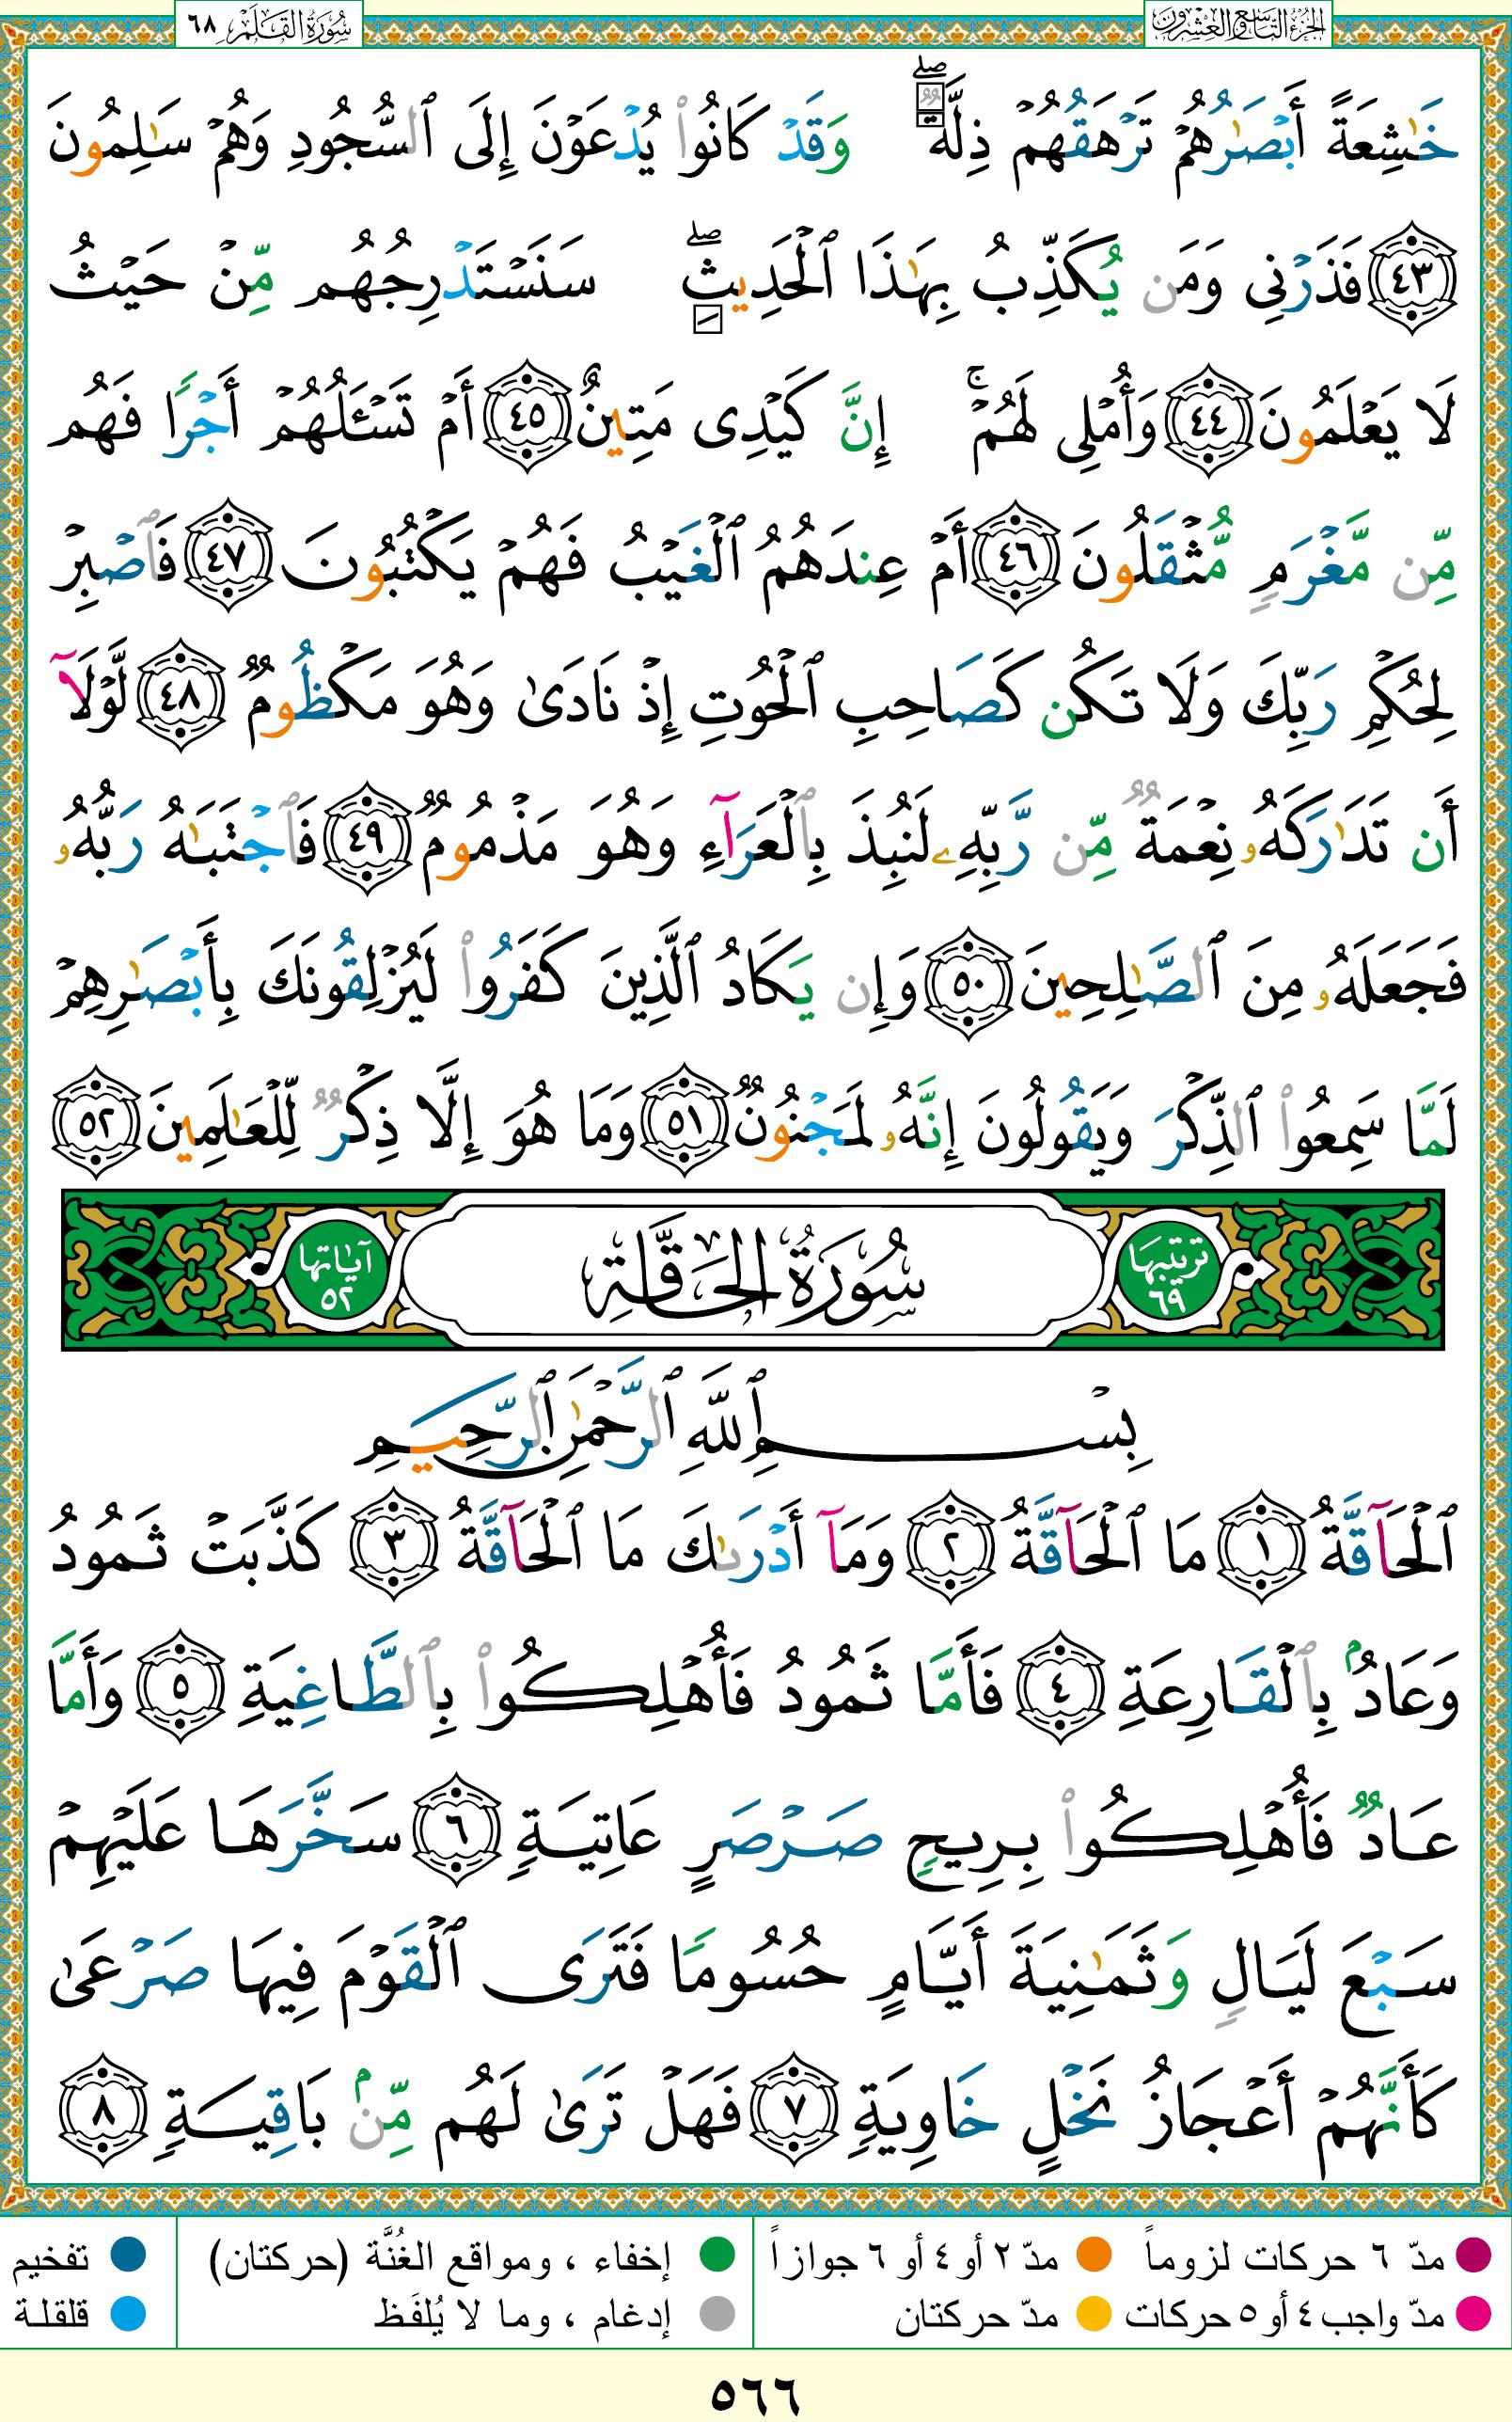 الجزء التاسع والعشرون
سورة القلم ٦٨
خَـٰشِعَةً أَبْصَـٰرُهُمْ تَرْهَقُهُمْ ذِلَّةٌ ۖ وَقَدْ كَانُوا۟ يُدْعَوْنَ إِلَى ٱلسُّجُودِ وَهُمْ سَـٰلِمُونَ
٤٣ فَذَرْنِى وَمَن يُكَذِّبُ بِهَـٰذَا ٱلْحَدِيثِ ۖ سَنَسْتَدْرِجُهُم مِّنْ حَيْثُ
لَا يَعْلَمُونَ ٤٤ وَأُمْلِى لَهُمْ ۚ إِنَّ كَيْدِى مَتِينٌ ٤٥ أَمْ تَسْـَٔلُهُمْ أَجْرًا فَهُم
مِّن مَّغْرَمٍ مُّثْقَلُونَ ٤٦ أَمْ عِندَهُمُ ٱلْغَيْبُ فَهُمْ يَكْتُبُونَ ٤٧ فَٱصْبِرْ
لِحُكْمِ رَبِّكَ وَلَا تَكُن كَصَاحِبِ ٱلْحُوتِ إِذْ نَادَىٰ وَهُوَ مَكْظُومٌ ٤٨ لَّوْلَآ
أَن تَدَٰرَكَهُۥ نِعْمَةٌ مِّن رَّبِّهِۦ لَنُبِذَ بِٱلْعَرَآءِ وَهُوَ مَذْمُومٌ ٤٩ فَٱجْتَبَـٰهُ رَبُّهُۥ
فَجَعَلَهُۥ مِنَ ٱلصَّـٰلِحِينَ ٥٠ وَإِن يَكَادُ ٱلَّذِينَ كَفَرُوا۟ لَيُزْلِقُونَكَ بِأَبْصَـٰرِهِمْ
لَمَّا سَمِعُوا۟ ٱلذِّكْرَ وَيَقُولُونَ إِنَّهُۥ لَمَجْنُونٌ ٥١ وَمَا هُوَ إِلَّا ذِكْرٌ لِّلْعَـٰلَمِينَ ٥٢
ترتيبها ٦٩ سُورَةُ الحَاقَّةِ آياتها ٥٢
بِسْمِ ٱللَّهِ ٱلرَّحْمَـٰنِ ٱلرَّحِيمِ
ٱلْحَآقَّةُ ١ مَا ٱلْحَآقَّةُ ٢ وَمَآ أَدْرَىٰكَ مَا ٱلْحَآقَّةُ ٣ كَذَّبَتْ ثَمُودُ
وَعَادٌۢ بِٱلْقَارِعَةِ ٤ فَأَمَّا ثَمُودُ فَأُهْلِكُوا۟ بِٱلطَّاغِيَةِ ٥ وَأَمَّا
عَادٌ فَأُهْلِكُوا۟ بِرِيحٍ صَرْصَرٍ عَاتِيَةٍ ٦ سَخَّرَهَا عَلَيْهِمْ
سَبْعَ لَيَالٍ وَثَمَـٰنِيَةَ أَيَّامٍ حُسُومًا فَتَرَى ٱلْقَوْمَ فِيهَا صَرْعَىٰ
كَأَنَّهُمْ أَعْجَازُ نَخْلٍ خَاوِيَةٍ ٧ فَهَلْ تَرَىٰ لَهُم مِّنۢ بَاقِيَةٍ ٨
مدّ ٦ حركات لزوماً مدّ ٢ أو ٤ أو ٦ جوازاً إخفاء ، ومواقع الغُنَّة (حركتان) تفخيم
مدّ واجب ٤ أو ٥ حركات مدّ حركتان إدغام ، وما لا يُلفَظ قلقلة
٥٦٦